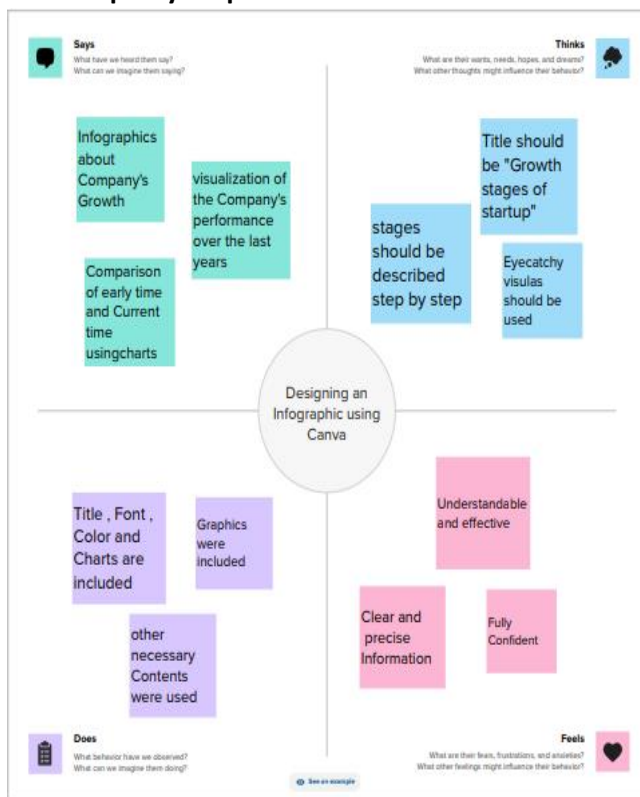 Says
What have we heard them say?
What can we imagine them saying?
Thinks
What are their wants, needs, hopes, and dreams?
What other thoughts might influence their behavior?
Infographics
about
Company's
Growth
visualization of
the Company's
performance
over the last
years
Comparison
of early time
and Current
time
usingcharts
Title should
be "Growth
stages of
startup"
stages
should be
described
step by step
Eyecatchy
visulas
should be
used
Designing an
Infographic using
Canva
Title , Font ,
Color and
Charts are
included
Graphics
were
included
other
necessary
Contents
were used
Understandable
and effective
Clear and
precise
Information
Fully
Confident
Does
What behavior have we observed?
What can we imagine them doing?
Feels
What are their fears, frustrations, and anxieties?
What other feelings might influence their behavior?
See an example